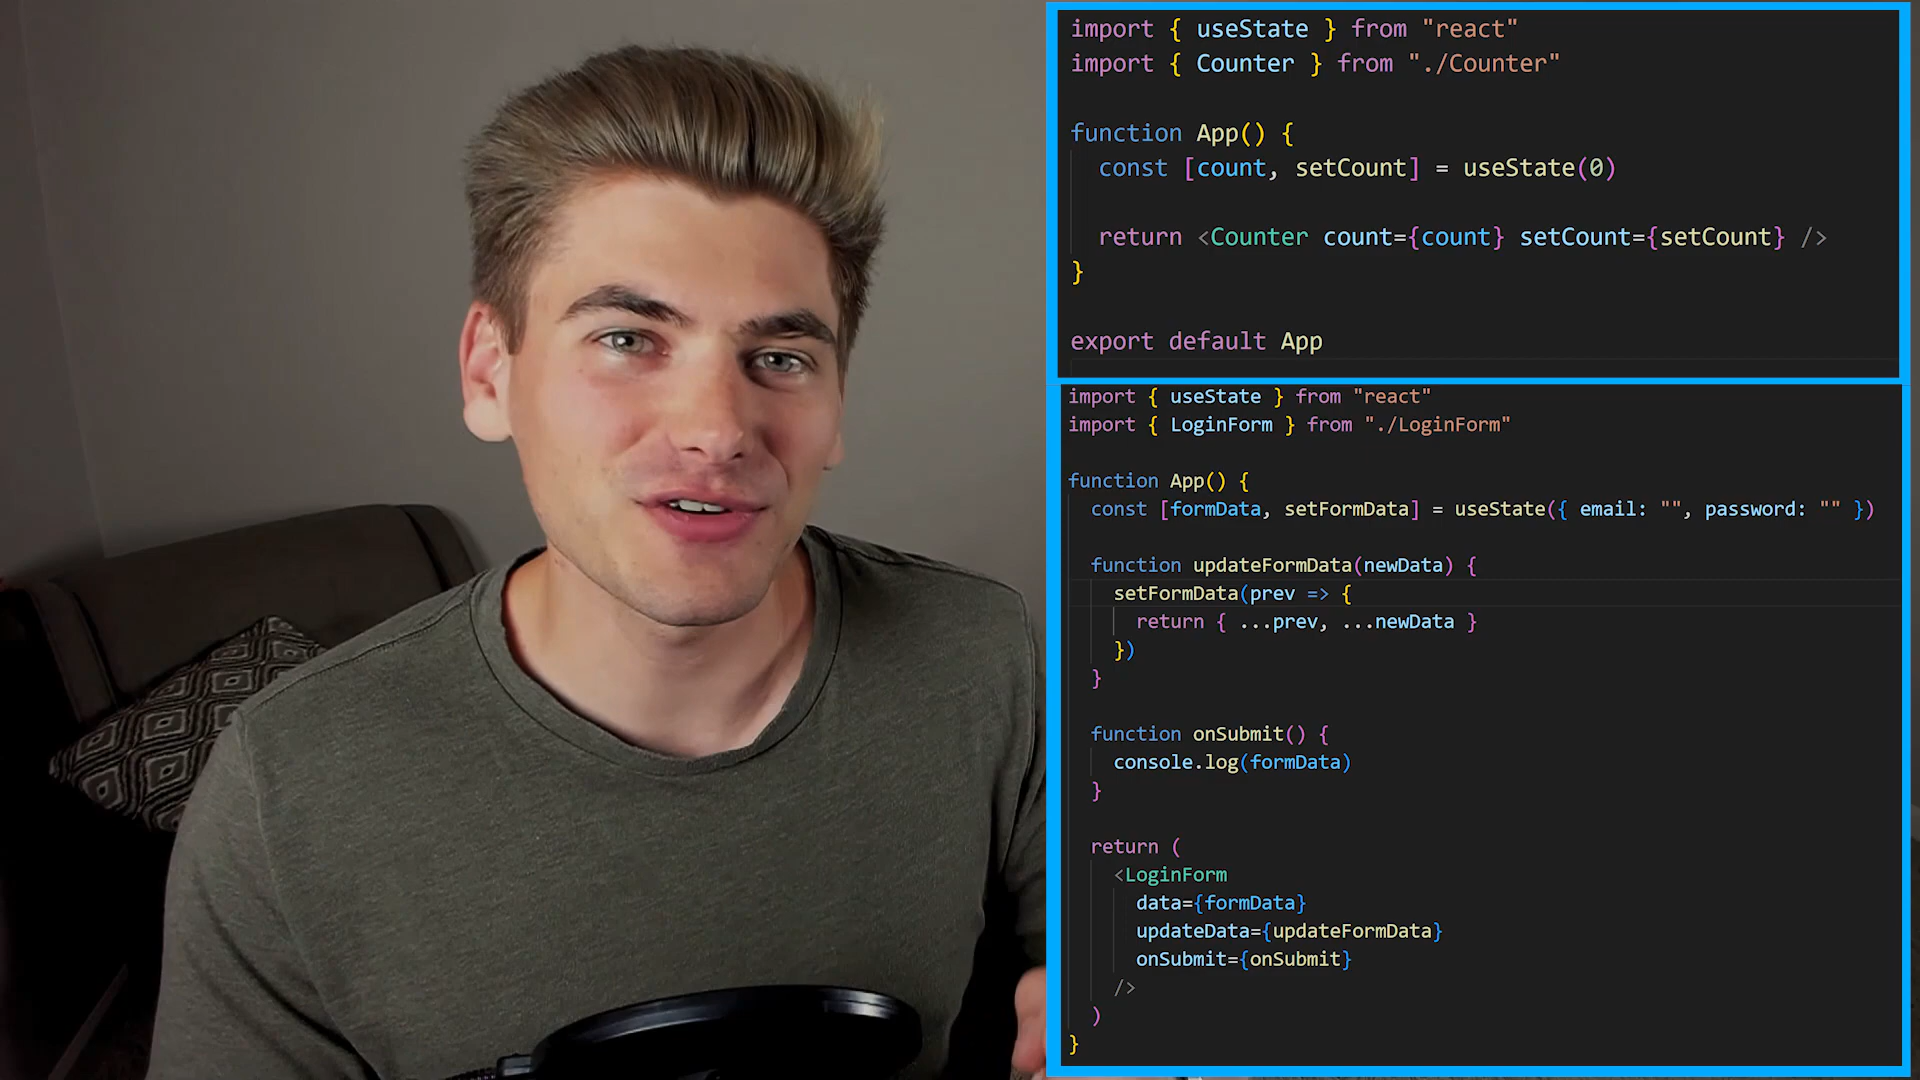 import { useState } from "react"
import { Counter } from "./Counter"
function App() {
const [count, setCount] = useState(0)
return <Counter count={count} setCount={setCount} />
}
export default App
import { useState } from "react"
import { LoginForm } from "./LoginForm"
function App() {
const [formData, setFormData] = useState({ email: "", password: "" })
function updateFormData(newData) {
setFormData(prev => {
return { ...prev, ...newData }
})
}
function onSubmit() {
console.log(formData)
}
return (
<LoginForm
data={formData}
updateData={updateFormData}
onSubmit={onSubmit}
/>
)
}